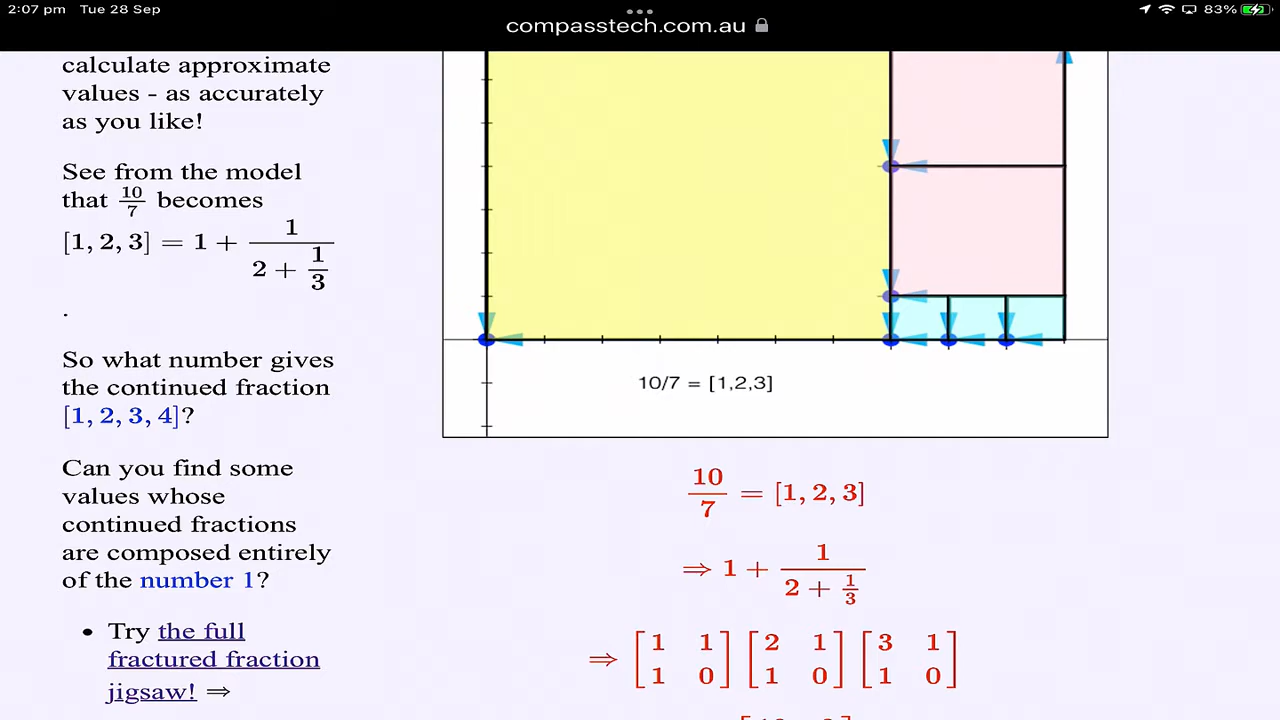 2:07 pm Tue 28 Sep
83%
compasstech.com.au
calculate approximate
values - as accurately
as you like!
See from the model
that 10/7 becomes
[1, 2, 3] = 1 + 1/(2 + 1/3)
.
So what number gives
the continued fraction
[1, 2, 3, 4]?
Can you find some
values whose
continued fractions
are composed entirely
of the number 1?
• Try the full
fractured fraction
jigsaw! ⇒
10/7 = [1,2,3]
10/7 = [1, 2, 3]
⇒ 1 + 1/(2 + 1/3)
⇒ [1 1; 1 0] [2 1; 1 0] [3 1; 1 0]